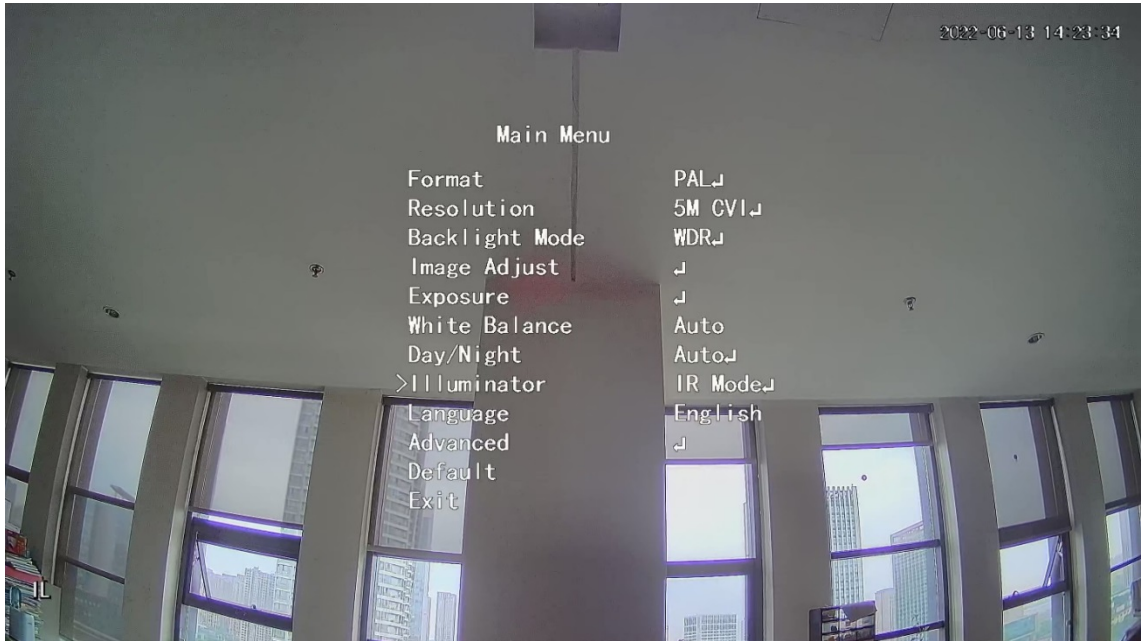 2022-06-13 14:23:34
Main Menu
Format PAL↲
Resolution 5M CVI↲
Backlight Mode WDR↲
Image Adjust ↲
Exposure ↲
White Balance Auto
Day/Night Auto↲
>Illuminator IR Mode↲
Language English
Advanced ↲
Default
Exit
IL